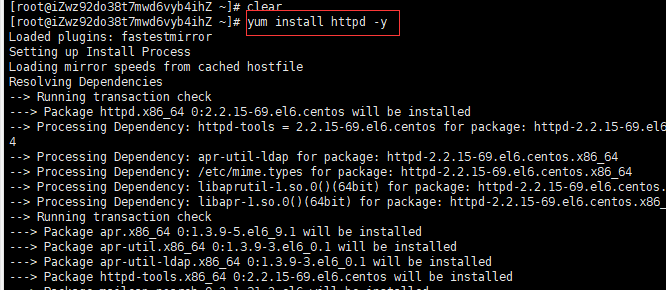 [root@iZwz92do38t7mwd6vyb4ihZ ~]# clear
[root@iZwz92do38t7mwd6vyb4ihZ ~]# yum install httpd -y
Loaded plugins: fastestmirror
Setting up Install Process
Loading mirror speeds from cached hostfile
Resolving Dependencies
--> Running transaction check
---> Package httpd.x86_64 0:2.2.15-69.el6.centos will be installed
--> Processing Dependency: httpd-tools = 2.2.15-69.el6.centos for package: httpd-2.2.15-69.el6
4
--> Processing Dependency: apr-util-ldap for package: httpd-2.2.15-69.el6.centos.x86_64
--> Processing Dependency: /etc/mime.types for package: httpd-2.2.15-69.el6.centos.x86_64
--> Processing Dependency: libaprutil-1.so.0()(64bit) for package: httpd-2.2.15-69.el6.centos.
--> Processing Dependency: libapr-1.so.0()(64bit) for package: httpd-2.2.15-69.el6.centos.x86_
--> Running transaction check
---> Package apr.x86_64 0:1.3.9-5.el6_9.1 will be installed
---> Package apr-util.x86_64 0:1.3.9-3.el6_0.1 will be installed
---> Package apr-util-ldap.x86_64 0:1.3.9-3.el6_0.1 will be installed
---> Package httpd-tools.x86_64 0:2.2.15-69.el6.centos will be installed